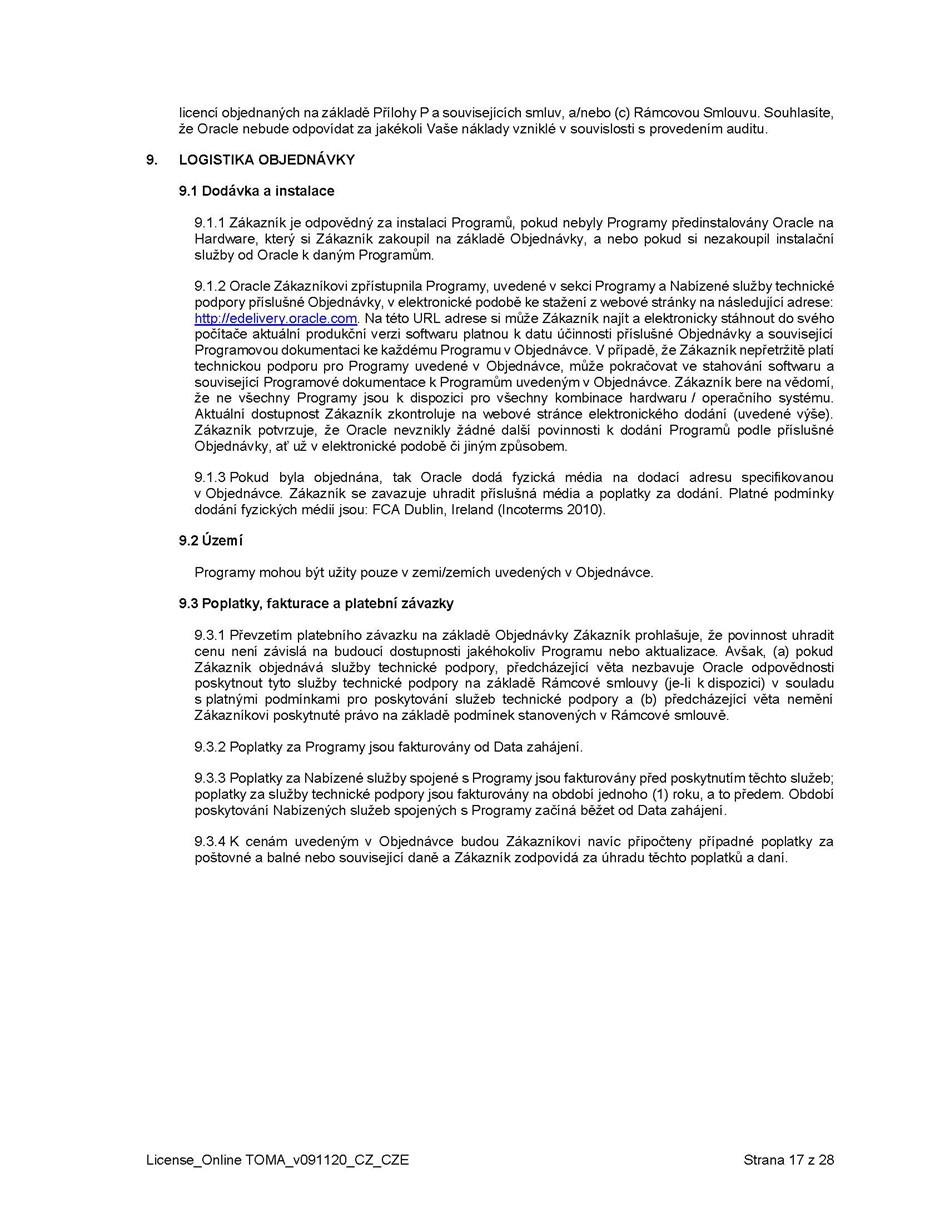 licencí objednaných na základě Přílohy P a souvisejících smluv, a/nebo (c) Rámcovou Smlouvu. Souhlasíte,
že Oracle nebude odpovídat za jakékoli Vaše náklady vzniklé v souvislosti s provedením auditu.
9. LOGISTIKA OBJEDNÁVKY
9.1 Dodávka a instalace
9.1.1 Zákazník je odpovědný za instalaci Programů, pokud nebyly Programy předinstalovány Oracle na
Hardware, který si Zákazník zakoupil na základě Objednávky, a nebo pokud si nezakoupil instalační
služby od Oracle k daným Programům.
9.1.2 Oracle Zákazníkovi zpřístupnila Programy, uvedené v sekci Programy a Nabízené služby technické
podpory příslušné Objednávky, v elektronické podobě ke stažení z webové stránky na následující adrese:
http://edelivery.oracle.com. Na této URL adrese si může Zákazník najít a elektronicky stáhnout do svého
počítače aktuální produkční verzi softwaru platnou k datu účinnosti příslušné Objednávky a související
Programovou dokumentaci ke každému Programu v Objednávce. V případě, že Zákazník nepřetržitě platí
technickou podporu pro Programy uvedené v Objednávce, může pokračovat ve stahování softwaru a
související Programové dokumentace k Programům uvedeným v Objednávce. Zákazník bere na vědomí,
že ne všechny Programy jsou k dispozici pro všechny kombinace hardwaru / operačního systému.
Aktuální dostupnost Zákazník zkontroluje na webové stránce elektronického dodání (uvedené výše).
Zákazník potvrzuje, že Oracle nevznikly žádné další povinnosti k dodání Programů podle příslušné
Objednávky, ať už v elektronické podobě či jiným způsobem.
9.1.3 Pokud byla objednána, tak Oracle dodá fyzická média na dodací adresu specifikovanou
v Objednávce. Zákazník se zavazuje uhradit příslušná média a poplatky za dodání. Platné podmínky
dodání fyzických médií jsou: FCA Dublin, Ireland (Incoterms 2010).
9.2 Území
Programy mohou být užity pouze v zemi/zemích uvedených v Objednávce.
9.3 Poplatky, fakturace a platební závazky
9.3.1 Převzetím platebního závazku na základě Objednávky Zákazník prohlašuje, že povinnost uhradit
cenu není závislá na budoucí dostupnosti jakéhokoliv Programu nebo aktualizace. Avšak, (a) pokud
Zákazník objednává služby technické podpory, předcházející věta nezbavuje Oracle odpovědnosti
poskytnout tyto služby technické podpory na základě Rámcové smlouvy (je-li k dispozici) v souladu
s platnými podmínkami pro poskytování služeb technické podpory a (b) předcházející věta nemění
Zákazníkovi poskytnuté právo na základě podmínek stanovených v Rámcové smlouvě.
9.3.2 Poplatky za Programy jsou fakturovány od Data zahájení.
9.3.3 Poplatky za Nabízené služby spojené s Programy jsou fakturovány před poskytnutím těchto služeb;
poplatky za služby technické podpory jsou fakturovány na období jednoho (1) roku, a to předem. Období
poskytování Nabízených služeb spojených s Programy začíná běžet od Data zahájení.
9.3.4 K cenám uvedeným v Objednávce budou Zákazníkovi navíc připočteny případné poplatky za
poštovné a balné nebo související daně a Zákazník zodpovídá za úhradu těchto poplatků a daní.
License_Online TOMA_v091120_CZ_CZE Strana 17 z 28